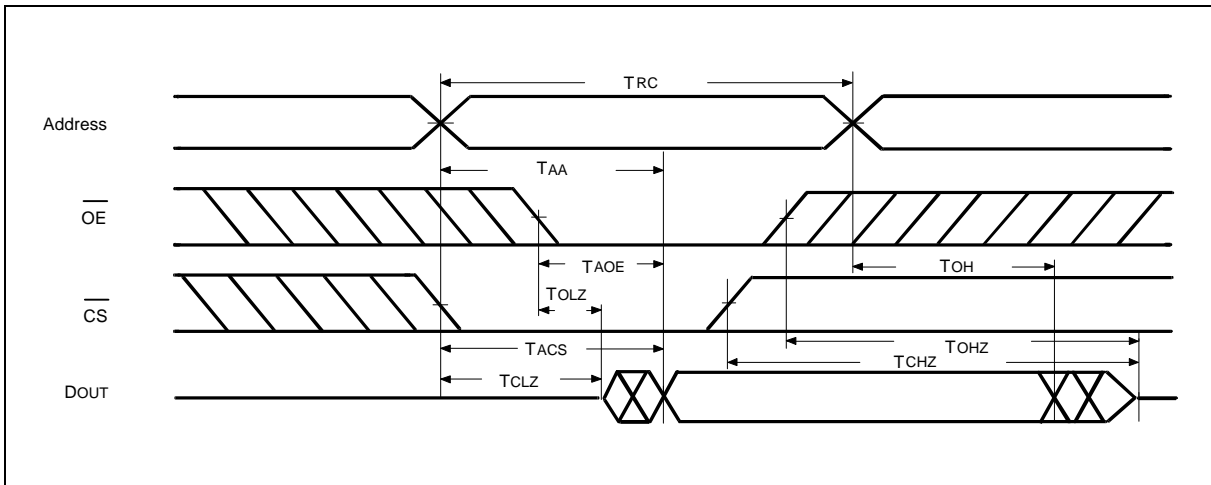 TRC
Address
TAA
OE
TAOE
TOH
TOLZ
CS
TACS
TOHZ
TCHZ
TCLZ
DOUT